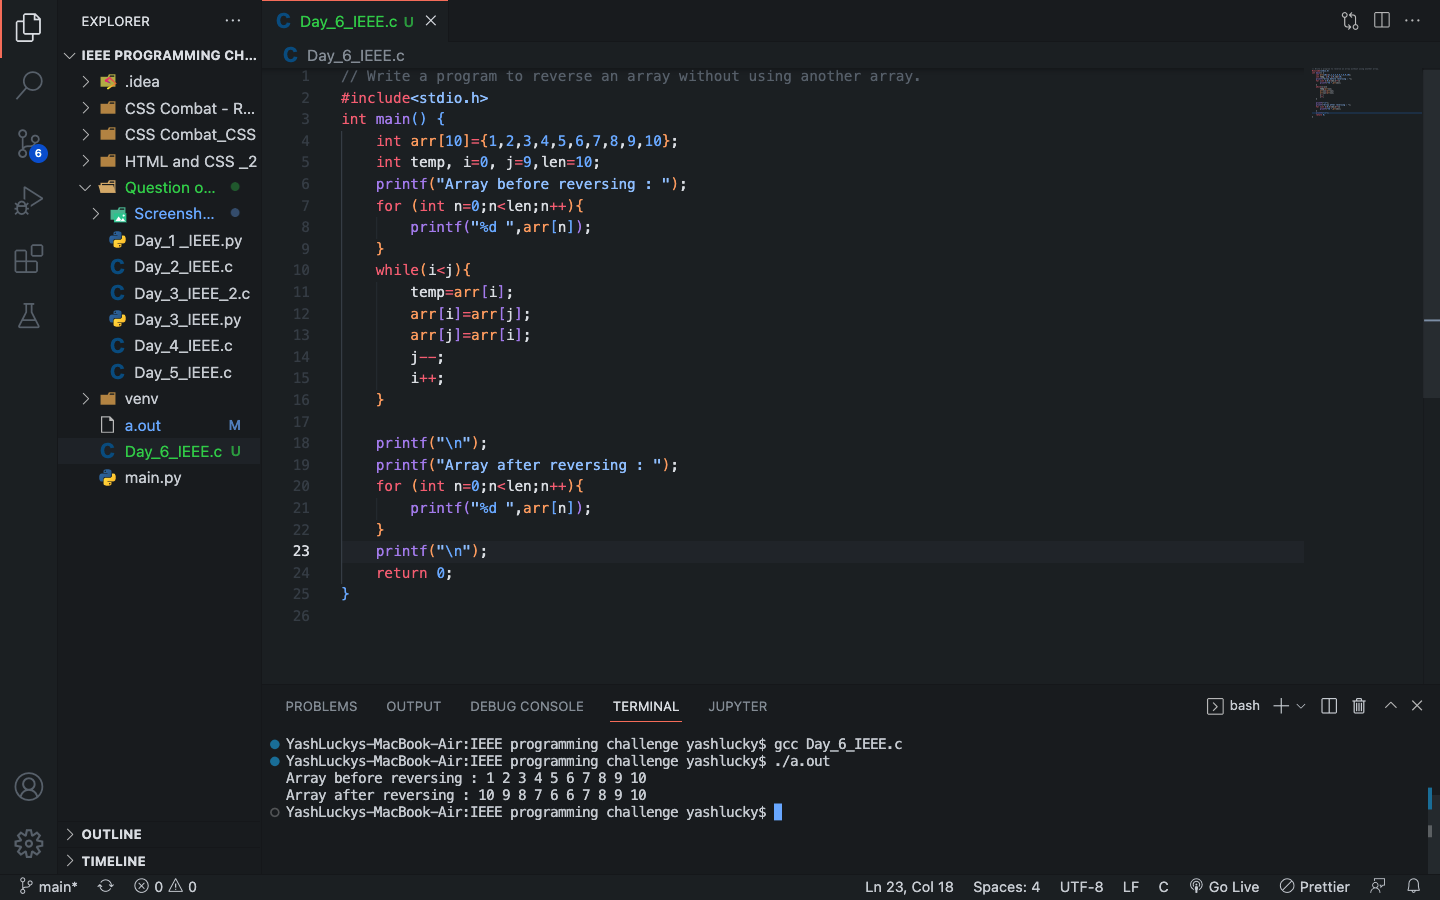 EXPLORER
IEEE PROGRAMMING CH...
.idea
CSS Combat - R...
CSS Combat_CSS
HTML and CSS _2
Question o...
Screensh...
Day_1 _IEEE.py
Day_2_IEEE.c
Day_3_IEEE_2.c
Day_3_IEEE.py
Day_4_IEEE.c
Day_5_IEEE.c
venv
a.out M
Day_6_IEEE.c U
main.py
OUTLINE
TIMELINE
6
C Day_6_IEEE.c U
C Day_6_IEEE.c
1 // Write a program to reverse an array without using another array.
2 #include<stdio.h>
3 int main() {
4 int arr[10]={1,2,3,4,5,6,7,8,9,10};
5 int temp, i=0, j=9,len=10;
6 printf("Array before reversing : ");
7 for (int n=0;n<len;n++){
8 printf("%d ",arr[n]);
9 }
10 while(i<j){
11 temp=arr[i];
12 arr[i]=arr[j];
13 arr[j]=arr[i];
14 j--;
15 i++;
16 }
17
18 printf("\n");
19 printf("Array after reversing : ");
20 for (int n=0;n<len;n++){
21 printf("%d ",arr[n]);
22 }
23 printf("\n");
24 return 0;
25 }
26
PROBLEMS OUTPUT DEBUG CONSOLE TERMINAL JUPYTER bash
YashLuckys-MacBook-Air:IEEE programming challenge yashlucky$ gcc Day_6_IEEE.c
YashLuckys-MacBook-Air:IEEE programming challenge yashlucky$ ./a.out
Array before reversing : 1 2 3 4 5 6 7 8 9 10
Array after reversing : 10 9 8 7 6 6 7 8 9 10
YashLuckys-MacBook-Air:IEEE programming challenge yashlucky$
main* 0 0 Ln 23, Col 18 Spaces: 4 UTF-8 LF C Go Live Prettier